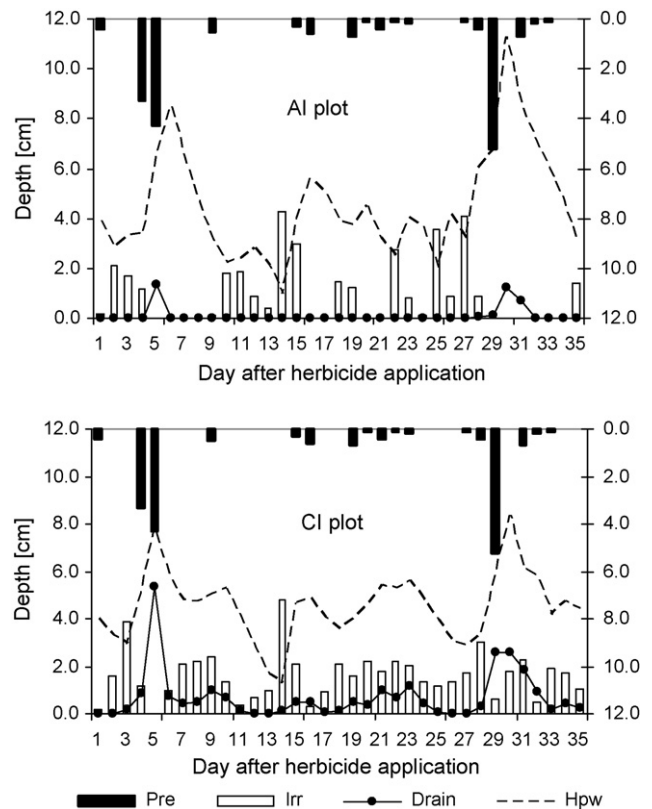 12.0 0.0
10.0 2.0
8.0 4.0
AI plot
6.0 6.0
4.0 8.0
2.0 10.0
0.0 12.0
Depth [cm]
1 3 5 7 9 11 13 15 17 19 21 23 25 27 29 31 33 35
Day after herbicide application
12.0 0.0
10.0 2.0
8.0 4.0
CI plot
6.0 6.0
4.0 8.0
2.0 10.0
0.0 12.0
Depth [cm]
1 3 5 7 9 11 13 15 17 19 21 23 25 27 29 31 33 35
Day after herbicide application
Pre Irr Drain Hpw